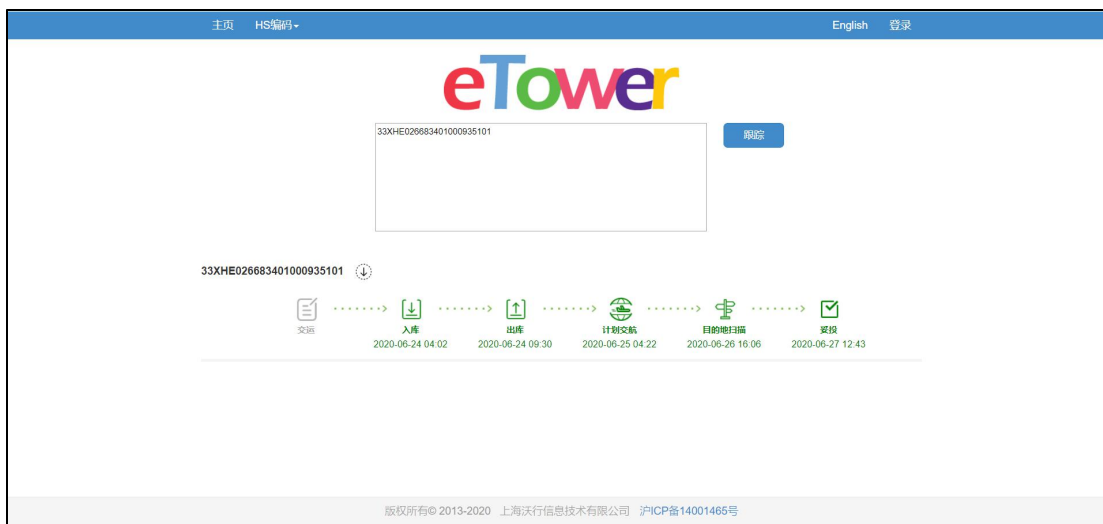 主页 HS编码 English 登录
eTower
33XHE026683401000935101
跟踪
33XHE026683401000935101
交运 入库 出库 计划交航 目的地扫描 妥投
2020-06-24 04:02 2020-06-24 09:30 2020-06-25 04:22 2020-06-26 16:06 2020-06-27 12:43
版权所有© 2013-2020 上海沃行信息技术有限公司 沪ICP备14001465号